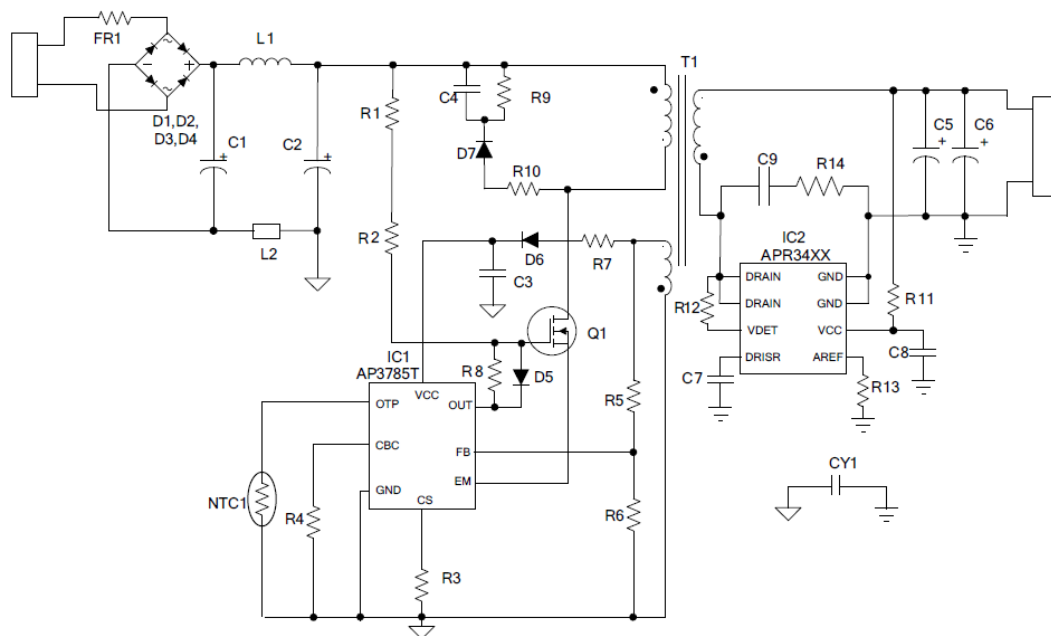 FR1
L1
T1
D1,D2,
D3,D4
C1
C2
R1
C4
R9
D7
R10
C9
R14
C5
C6
R2
D6
R7
C3
IC2
APR34XX
DRAIN
GND
DRAIN
GND
VDET
VCC
DRISR
AREF
R12
R11
C8
C7
R13
L2
Q1
IC1
AP3785T
R8
D5
VCC
OTP
OUT
CBC
FB
GND
EM
CS
R5
NTC1
R4
R6
R3
CY1
+
+
+
+
+
-
~
~